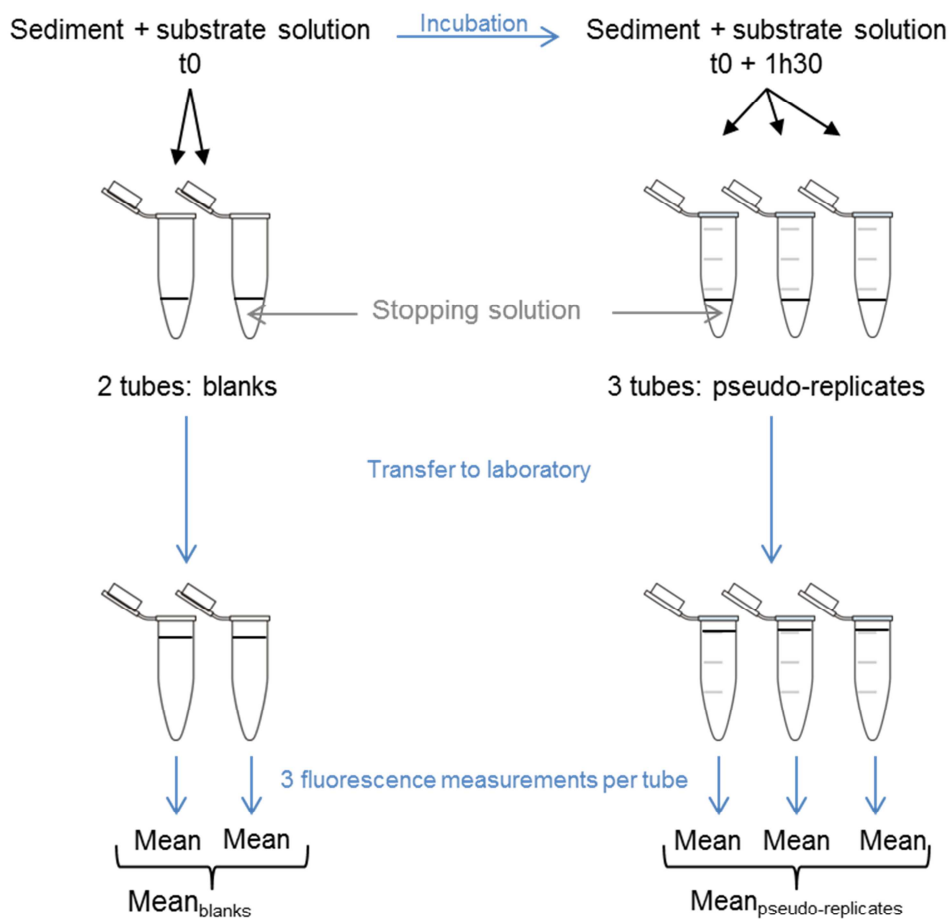 Sediment + substrate solution
t0
Incubation
Sediment + substrate solution
t0 + 1h30
Stopping solution
2 tubes: blanks
3 tubes: pseudo-replicates
Transfer to laboratory
3 fluorescence measurements per tube
Mean Mean
Mean Mean Mean
Meanblanks
Meanpseudo-replicates